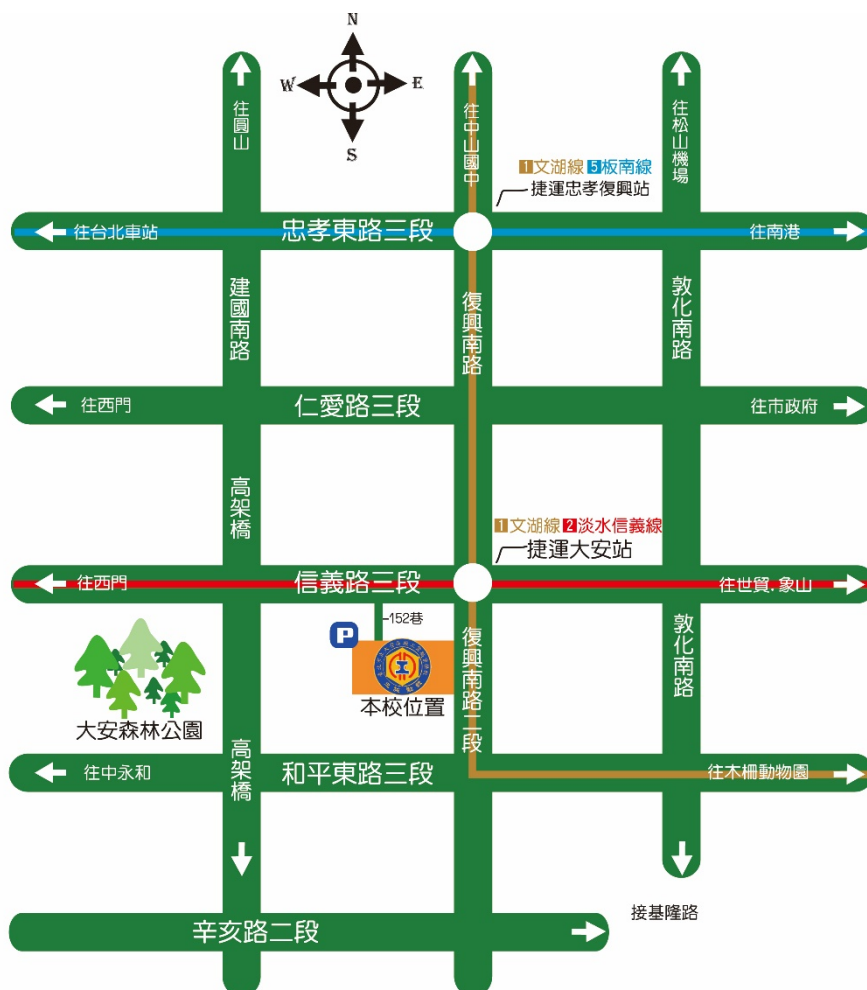 N
W
E
S
往圓山
往中山國中
往松山機場
1文湖線 5板南線
捷運忠孝復興站
往台北車站
忠孝東路三段
往南港
建國南路
復興南路
敦化南路
往西門
仁愛路三段
往市政府
高架橋
1文湖線 2淡水信義線
捷運大安站
往西門
信義路三段
往世貿.象山
152巷
P
復興南路二段
敦化南路
大安森林公園
本校位置
高架橋
往中永和
和平東路三段
往木柵動物園
接基隆路
辛亥路二段